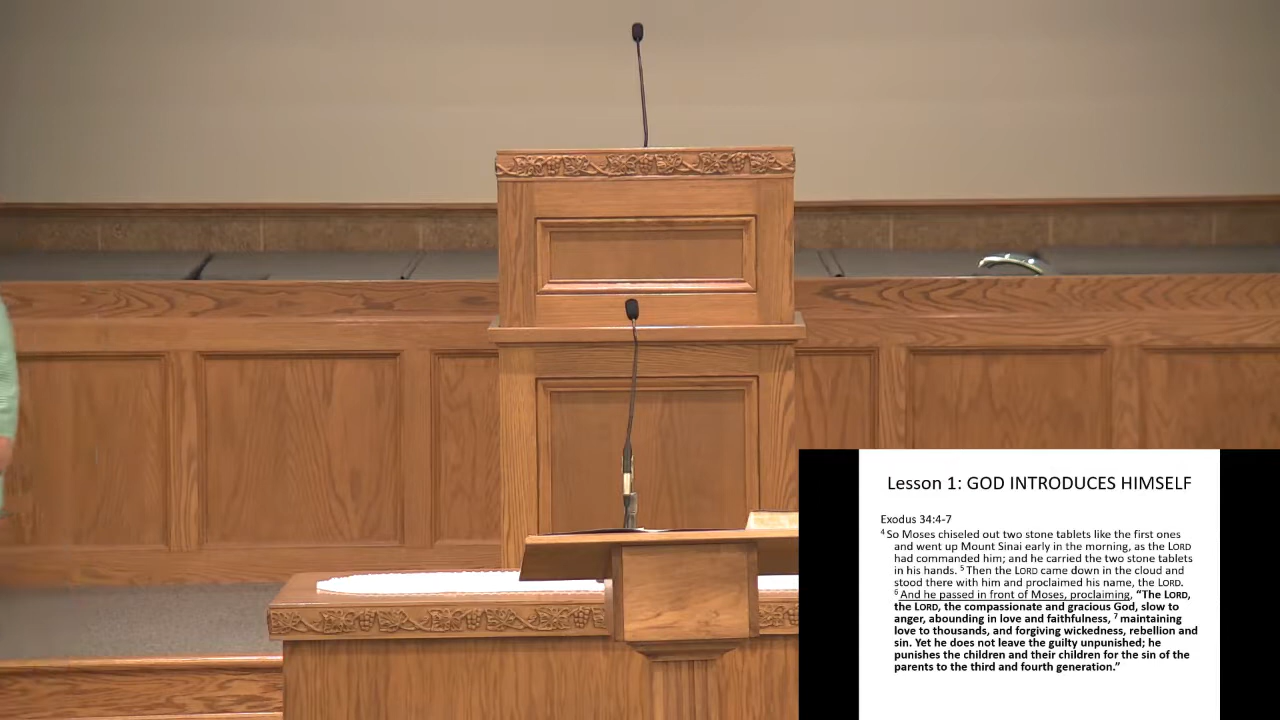 Lesson 1: GOD INTRODUCES HIMSELF
Exodus 34:4-7
4 So Moses chiseled out two stone tablets like the first ones
and went up Mount Sinai early in the morning, as the LORD
had commanded him; and he carried the two stone tablets
in his hands. 5 Then the LORD came down in the cloud and
stood there with him and proclaimed his name, the LORD.
6 And he passed in front of Moses, proclaiming, “The LORD,
the LORD, the compassionate and gracious God, slow to
anger, abounding in love and faithfulness, 7 maintaining
love to thousands, and forgiving wickedness, rebellion and
sin. Yet he does not leave the guilty unpunished; he
punishes the children and their children for the sin of the
parents to the third and fourth generation.”